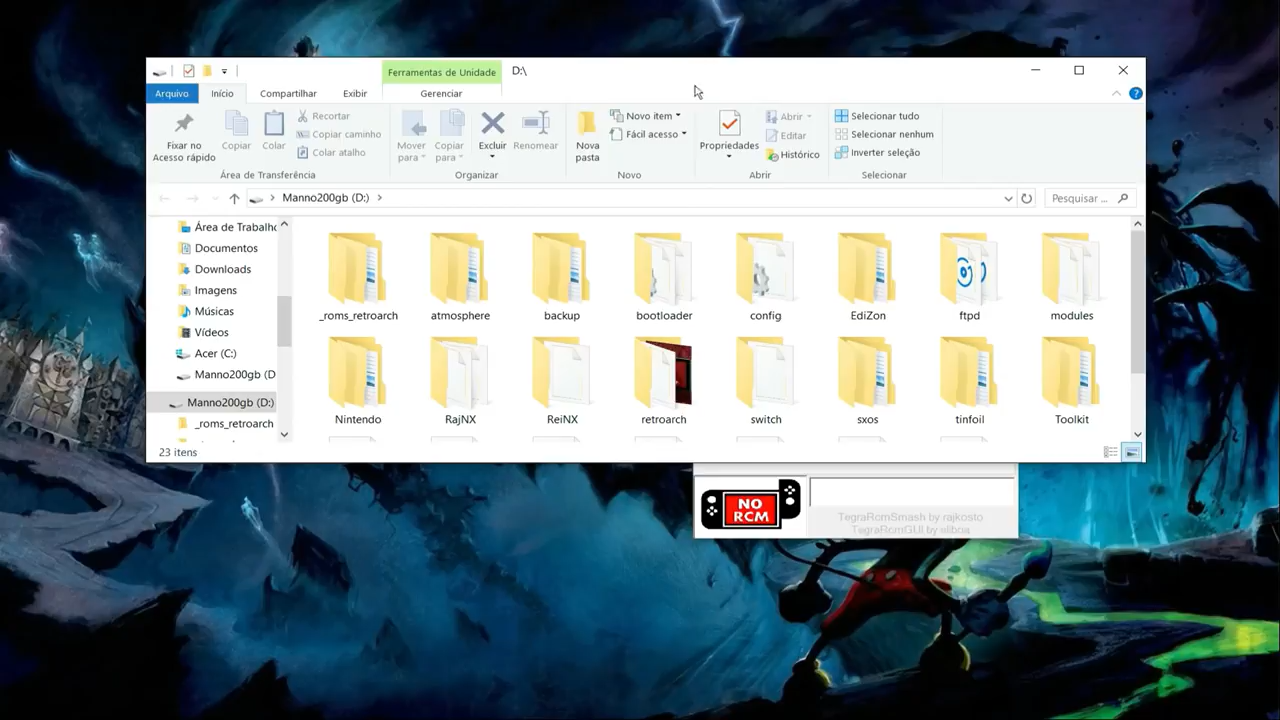 Ferramentas de Unidade
D:\
Arquivo
Início
Compartilhar
Exibir
Gerenciar
Fixar no
Acesso rápido
Copiar
Colar
Recortar
Copiar caminho
Colar atalho
Área de Transferência
Mover
para
Copiar
para
Excluir
Renomear
Organizar
Nova
pasta
Novo item
Fácil acesso
Novo
Propriedades
Abrir
Editar
Histórico
Abrir
Selecionar tudo
Selecionar nenhum
Inverter seleção
Selecionar
Manno200gb (D:)
Pesquisar ...
Área de Trabalho
Documentos
Downloads
Imagens
Músicas
Vídeos
Acer (C:)
Manno200gb (D
Manno200gb (D:)
_roms_retroarch
_roms_retroarch
atmosphere
backup
bootloader
config
EdiZon
ftpd
modules
Nintendo
RajNX
ReiNX
retroarch
switch
sxos
tinfoil
Toolkit
23 itens
NO
RCM
TegraRcmSmash by rajkosto
TegraRcmGUI by eliboa